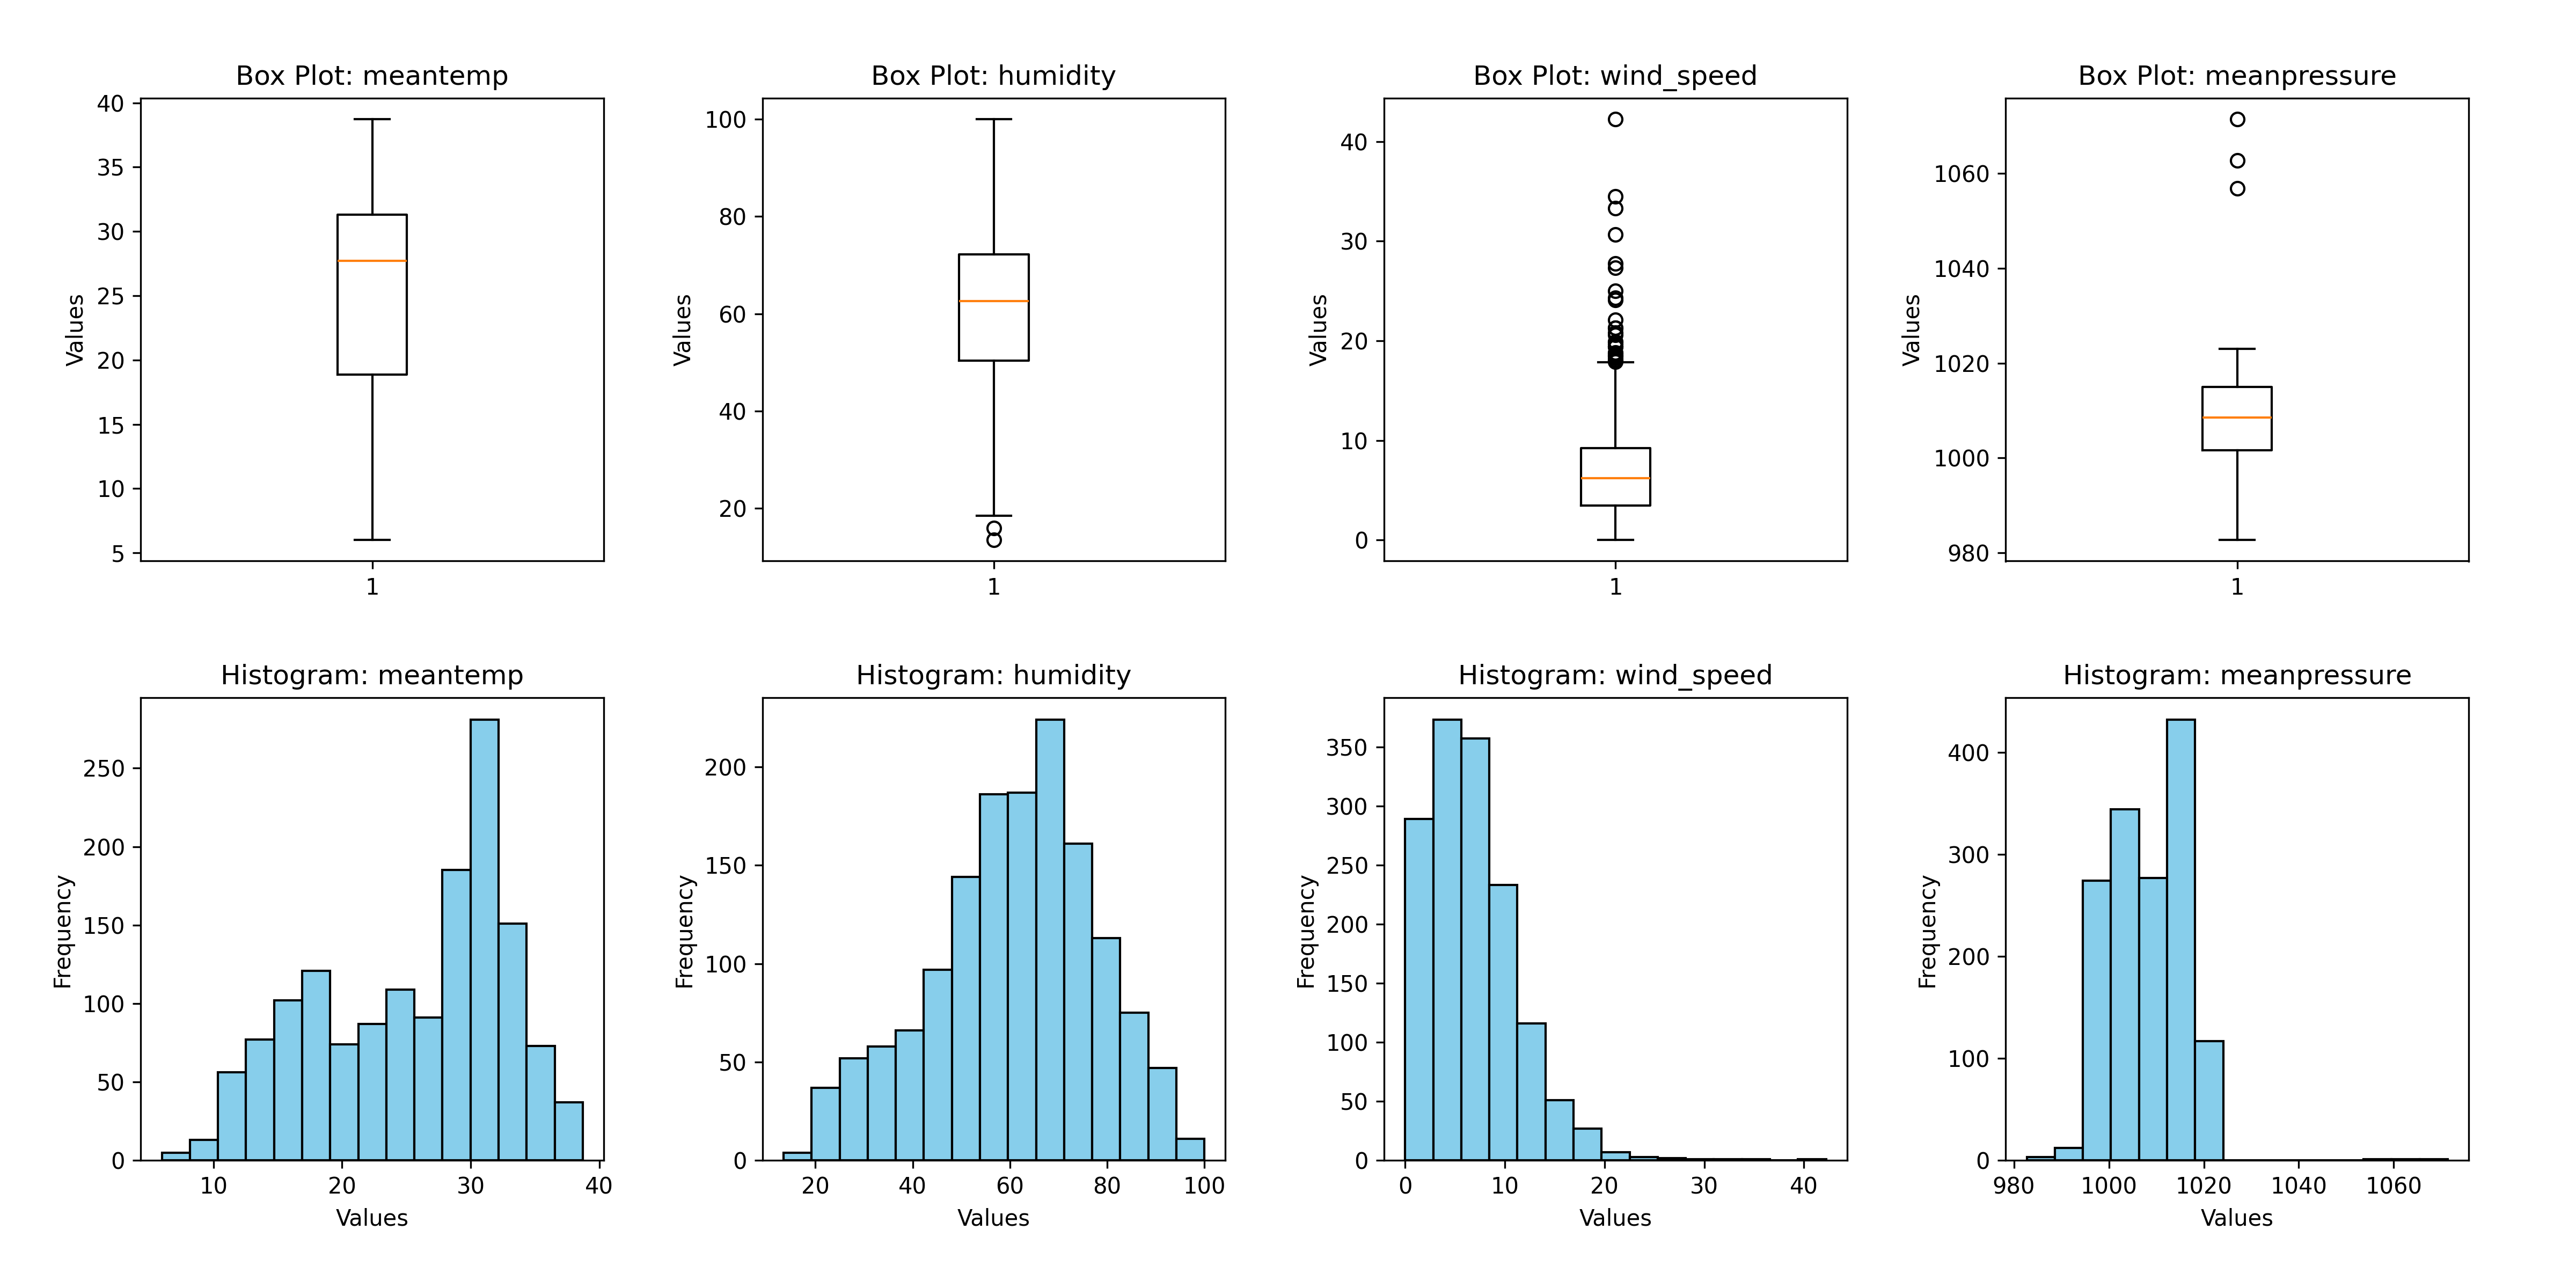 Box Plot: meantemp
Values
40
35
30
25
20
15
10
5
1
Box Plot: humidity
Values
100
80
60
40
20
1
Box Plot: wind_speed
Values
40
30
20
10
0
1
Box Plot: meanpressure
Values
1060
1040
1020
1000
980
1
Histogram: meantemp
Frequency
250
200
150
100
50
0
10 20 30 40
Values
Histogram: humidity
Frequency
200
150
100
50
0
20 40 60 80 100
Values
Histogram: wind_speed
Frequency
350
300
250
200
150
100
50
0
0 10 20 30 40
Values
Histogram: meanpressure
Frequency
400
300
200
100
0
980 1000 1020 1040 1060
Values